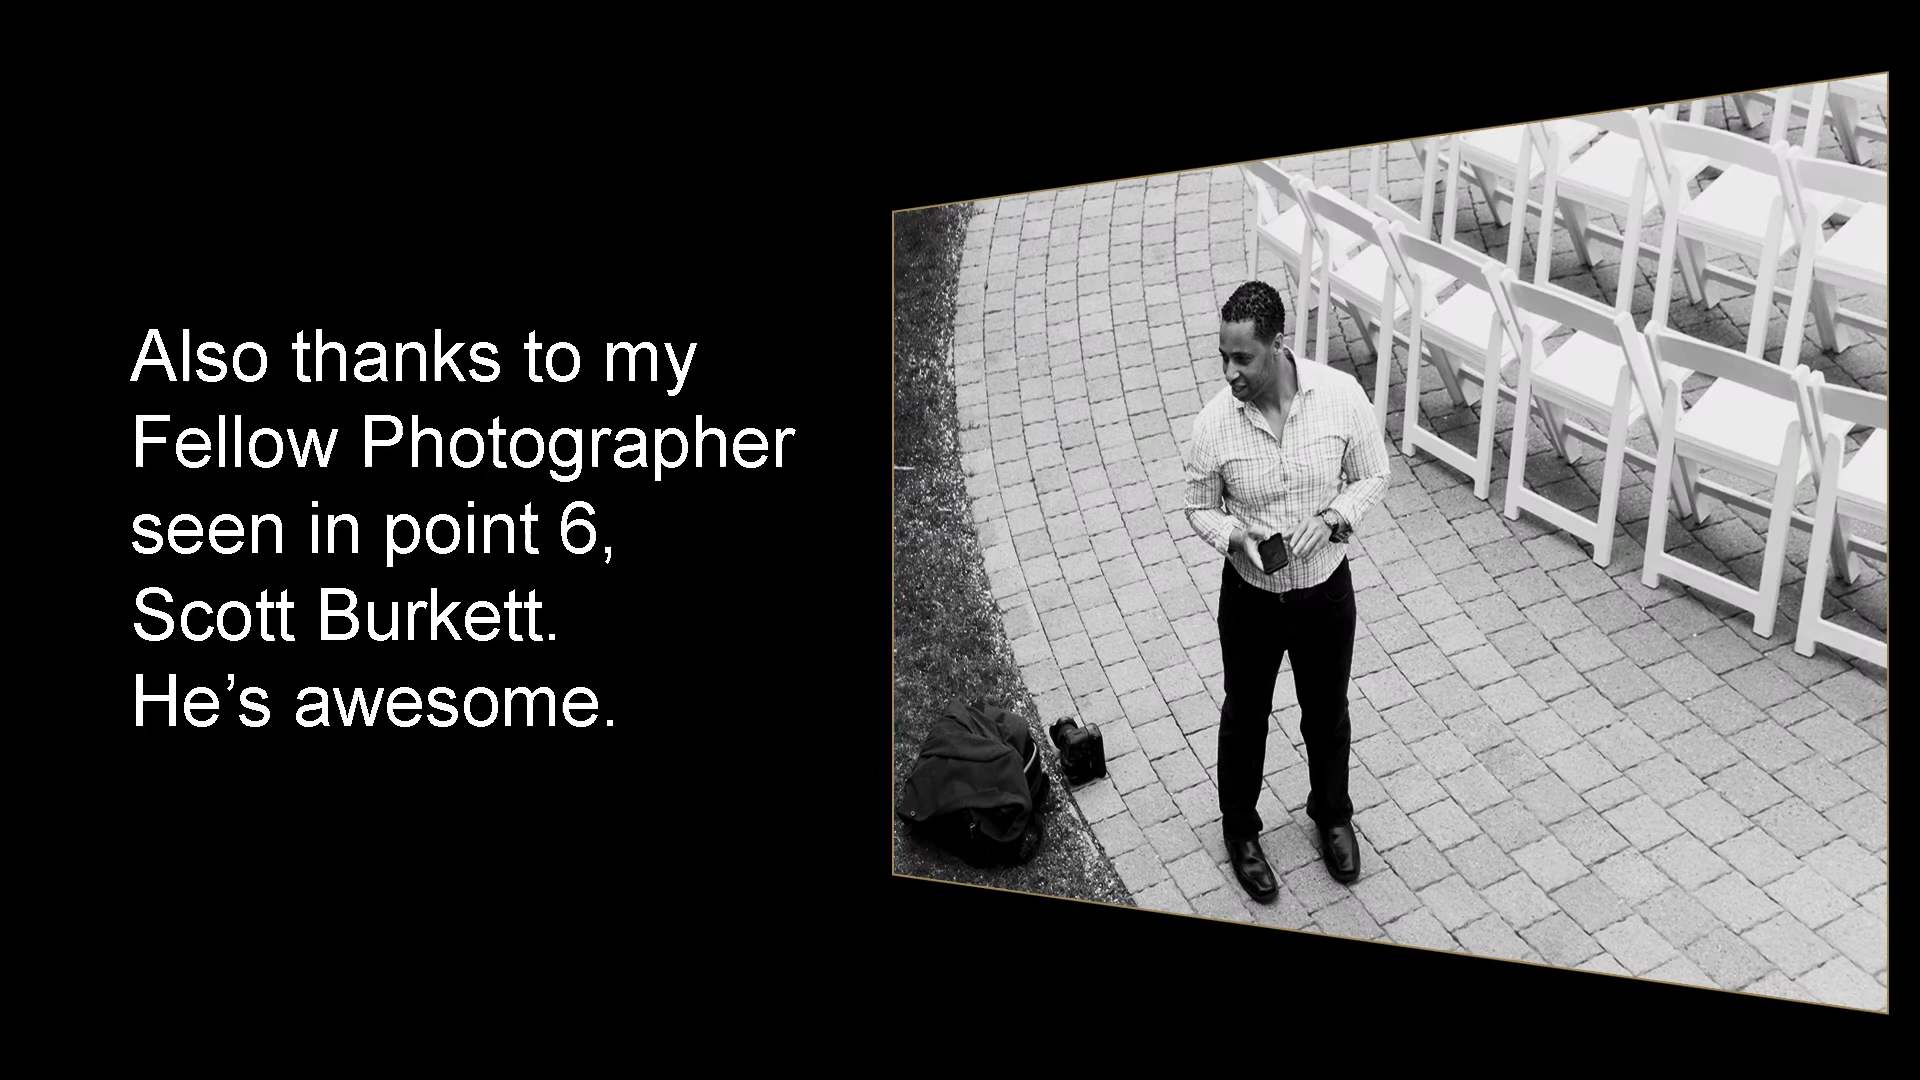 Also thanks to my
Fellow Photographer
seen in point 6,
Scott Burkett.
He’s awesome.